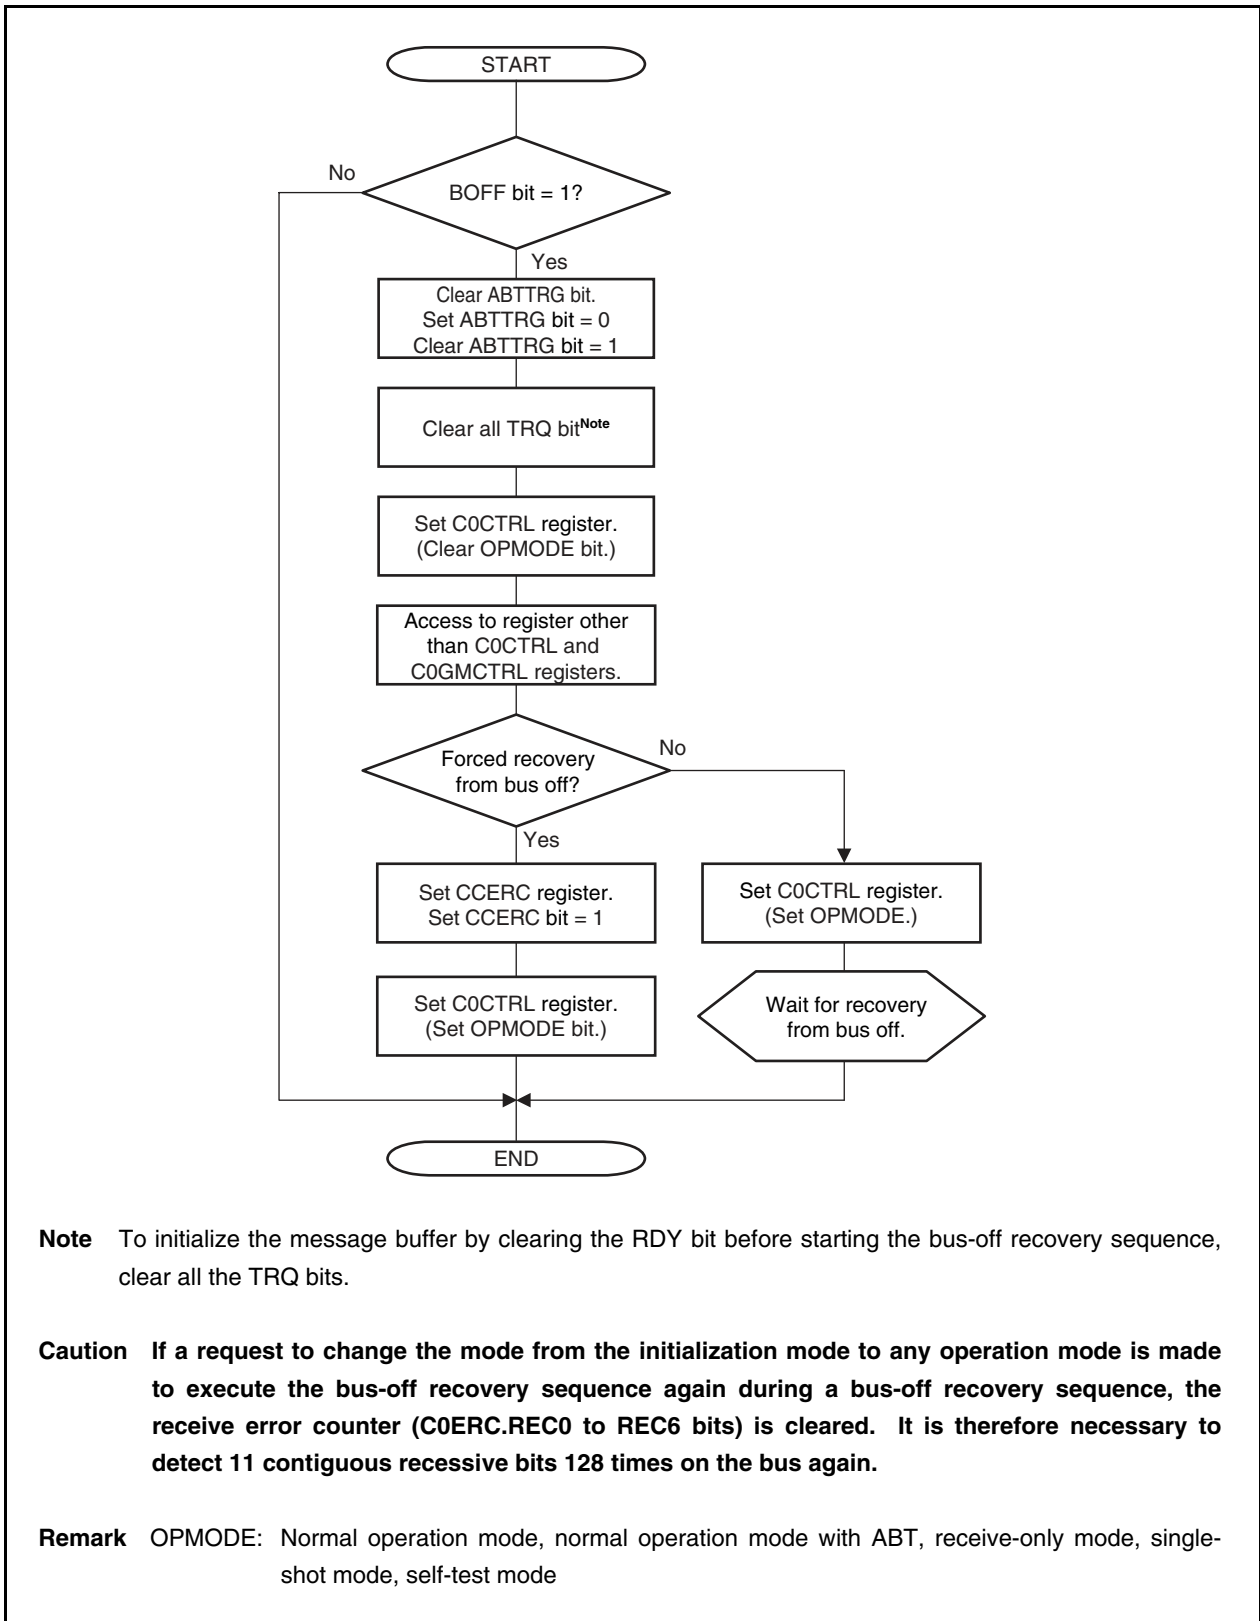 START
No
BOFF bit = 1?
Yes
Clear ABTTRG bit.
Set ABTTRG bit = 0
Clear ABTTRG bit = 1
Clear all TRQ bitNote
Set C0CTRL register.
(Clear OPMODE bit.)
Access to register other
than C0CTRL and
C0GMCTRL registers.
Forced recovery
from bus off?
No
Yes
Set CCERC register.
Set CCERC bit = 1
Set C0CTRL register.
(Set OPMODE.)
Set C0CTRL register.
(Set OPMODE bit.)
Wait for recovery
from bus off.
END
Note To initialize the message buffer by clearing the RDY bit before starting the bus-off recovery sequence,
clear all the TRQ bits.
Caution If a request to change the mode from the initialization mode to any operation mode is made
to execute the bus-off recovery sequence again during a bus-off recovery sequence, the
receive error counter (C0ERC.REC0 to REC6 bits) is cleared. It is therefore necessary to
detect 11 contiguous recessive bits 128 times on the bus again.
Remark OPMODE: Normal operation mode, normal operation mode with ABT, receive-only mode, single-
shot mode, self-test mode